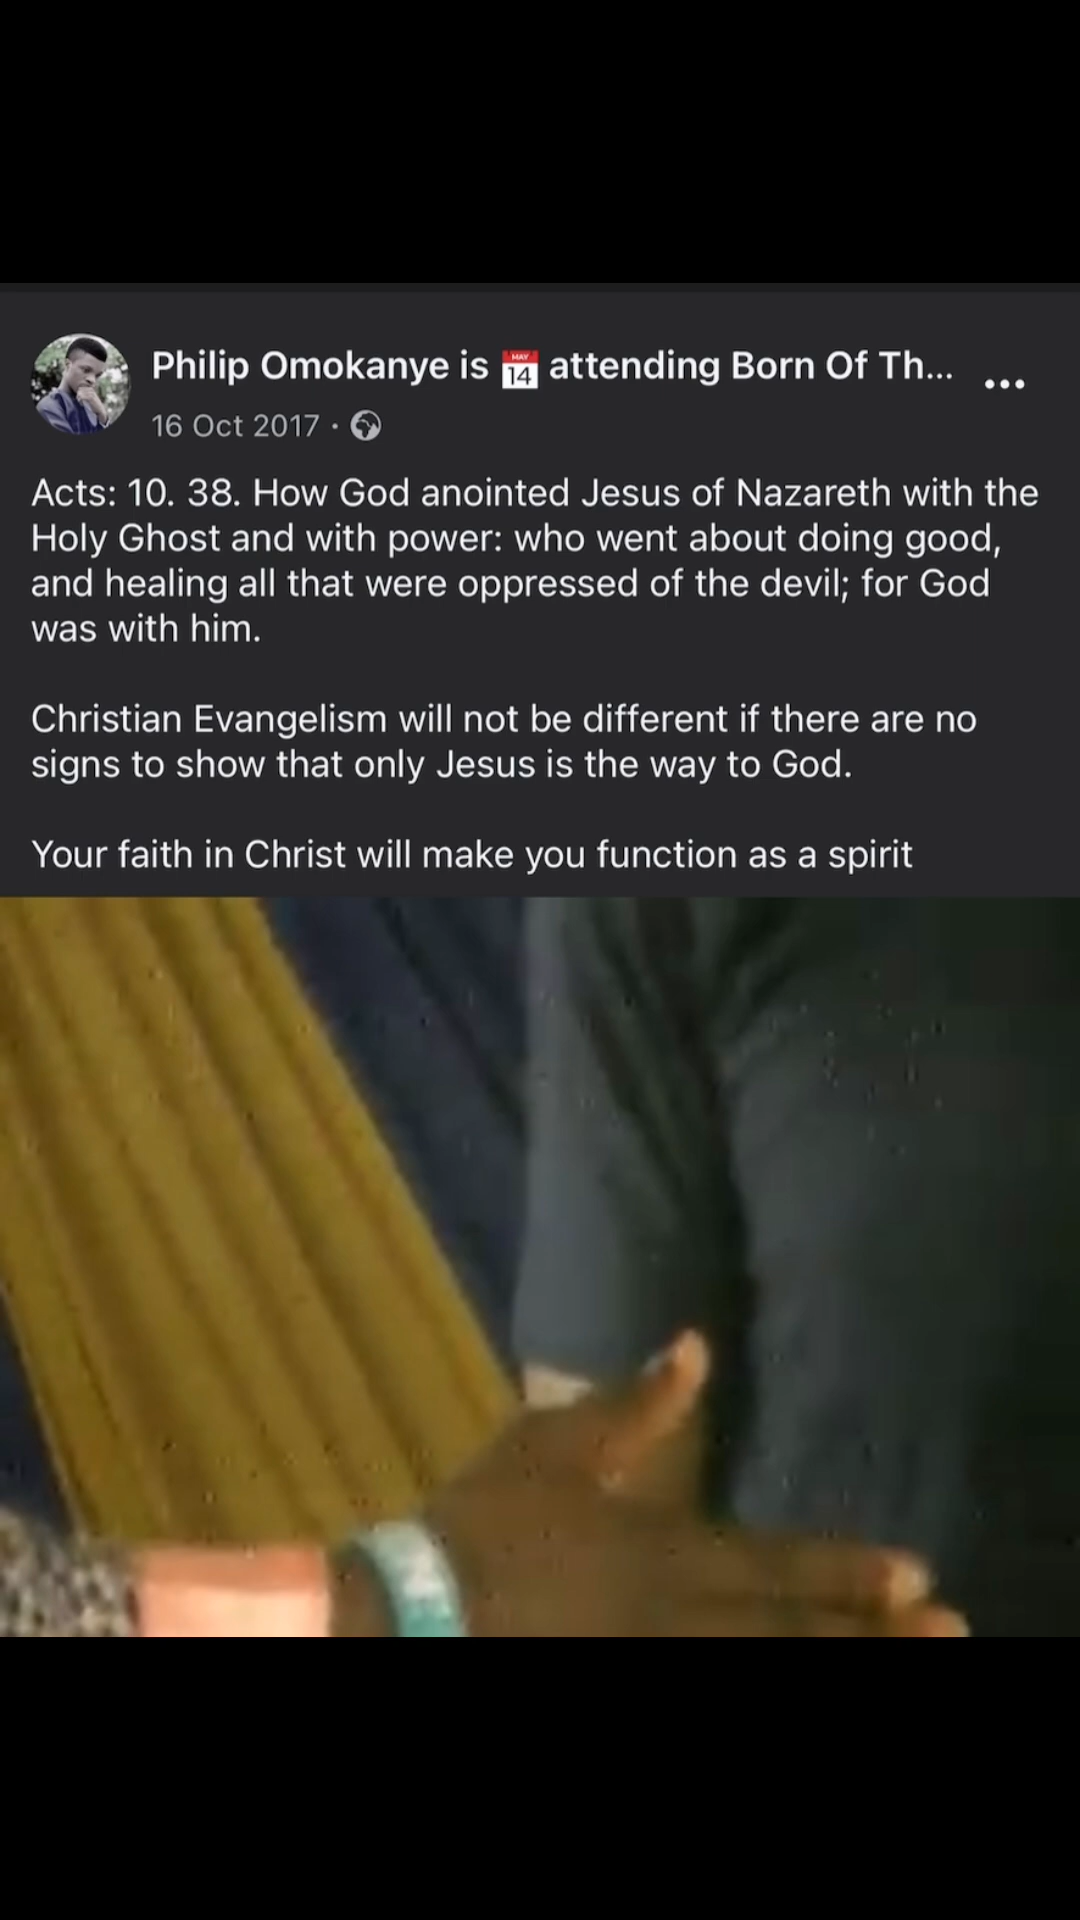 Philip Omokanye is 📅 attending Born Of Th...
MAY
14
16 Oct 2017 ·
Acts: 10. 38. How God anointed Jesus of Nazareth with the
Holy Ghost and with power: who went about doing good,
and healing all that were oppressed of the devil; for God
was with him.
Christian Evangelism will not be different if there are no
signs to show that only Jesus is the way to God.
Your faith in Christ will make you function as a spirit